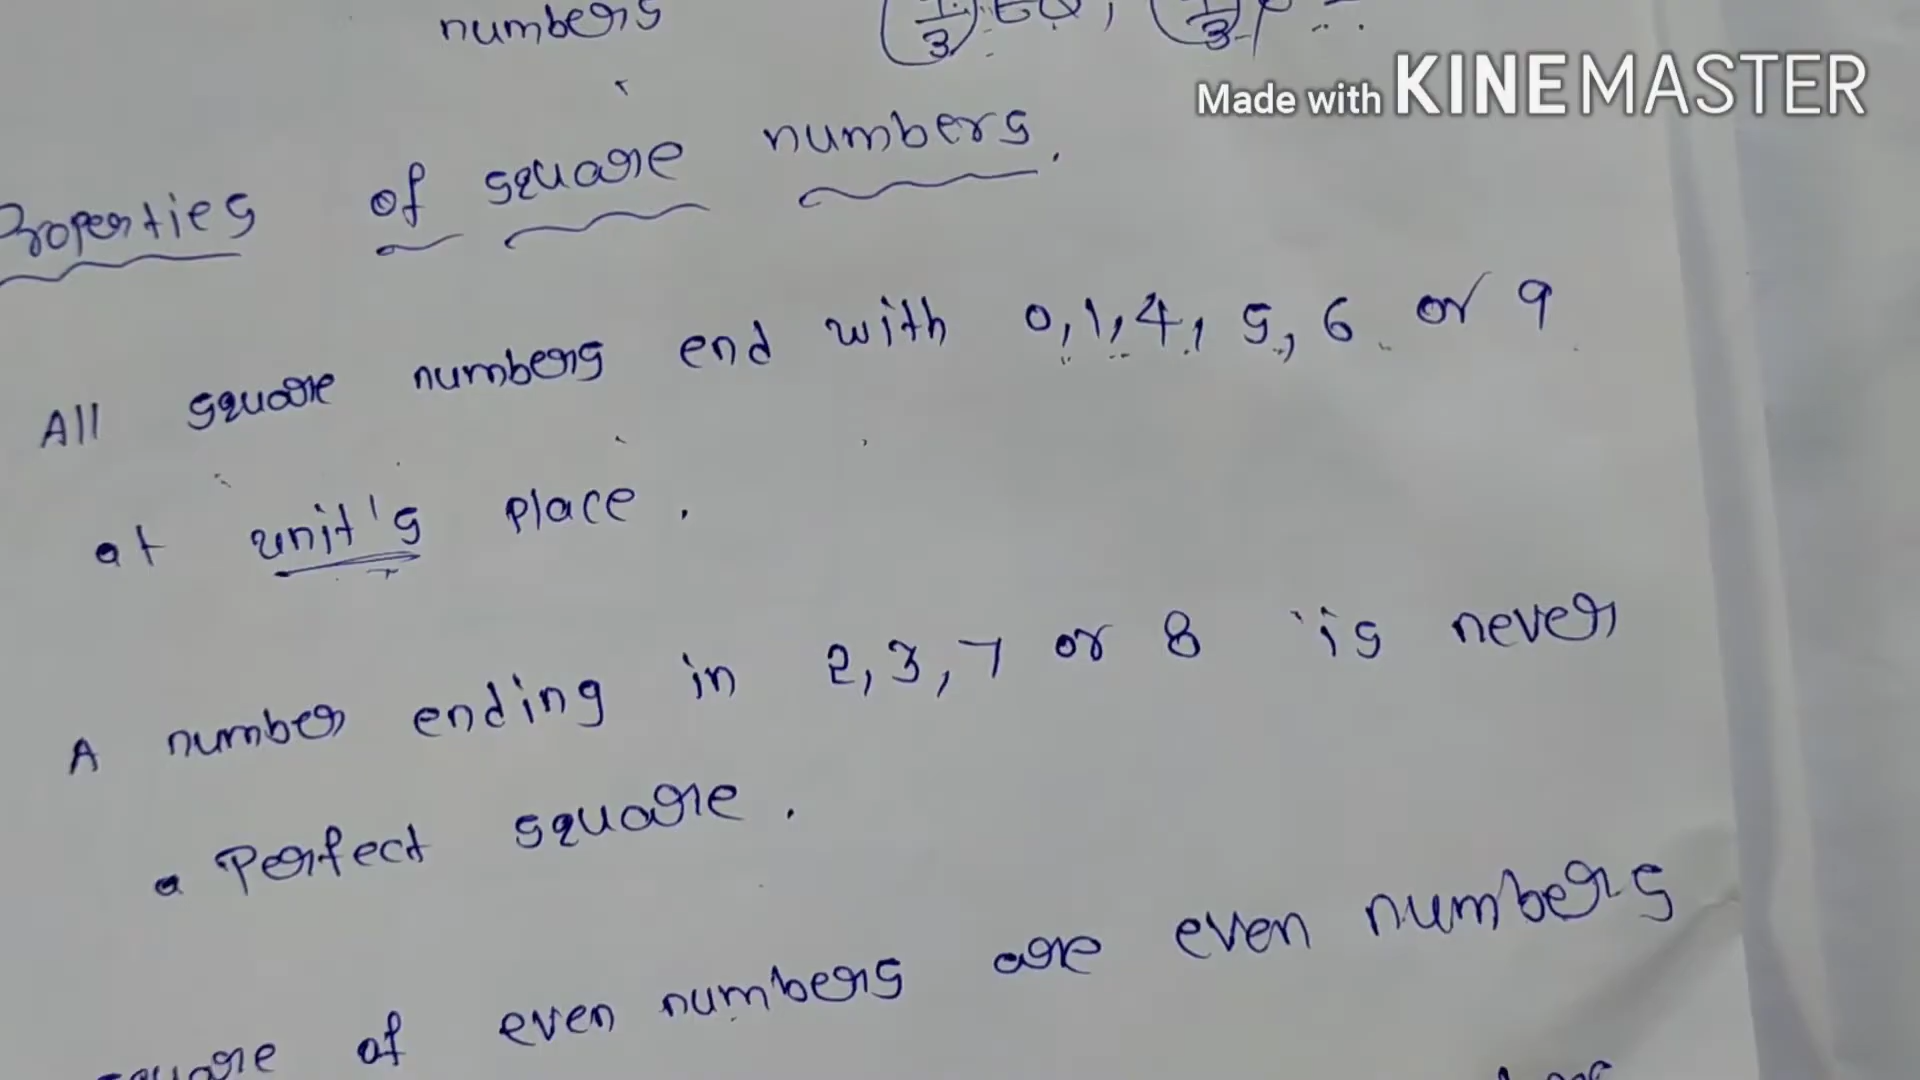 numbers
Made with KINEMASTER
Properties of square numbers.
All square numbers end with 0,1,4, 5, 6 or 9
at unit's place.
A number ending in 2,3,7 or 8 is never
a Perfect square.
square of even numbers are even numbers